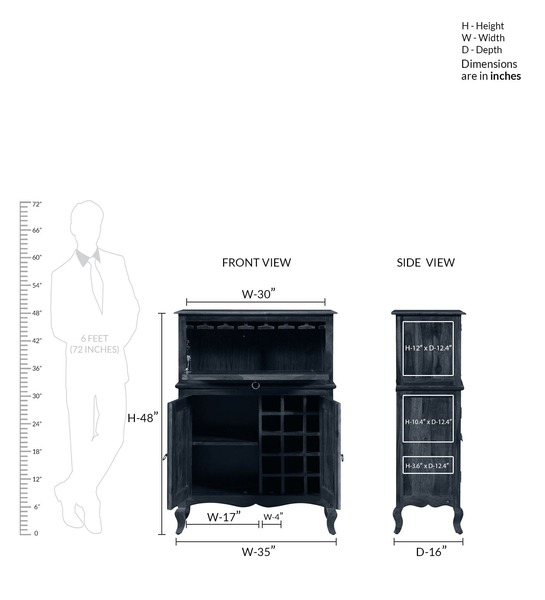 H - Height
W - Width
D - Depth
Dimensions
are in inches
72"
66"
60"
54"
48"
42"
36"
30"
24"
18"
12"
6"
0
6 FEET
(72 INCHES)
FRONT VIEW
SIDE VIEW
W-30”
H-48”
H-12" x D-12.4"
H-10.4" x D-12.4"
H-3.6" x D-12.4"
W-17”
W-4”
W-35”
D-16”